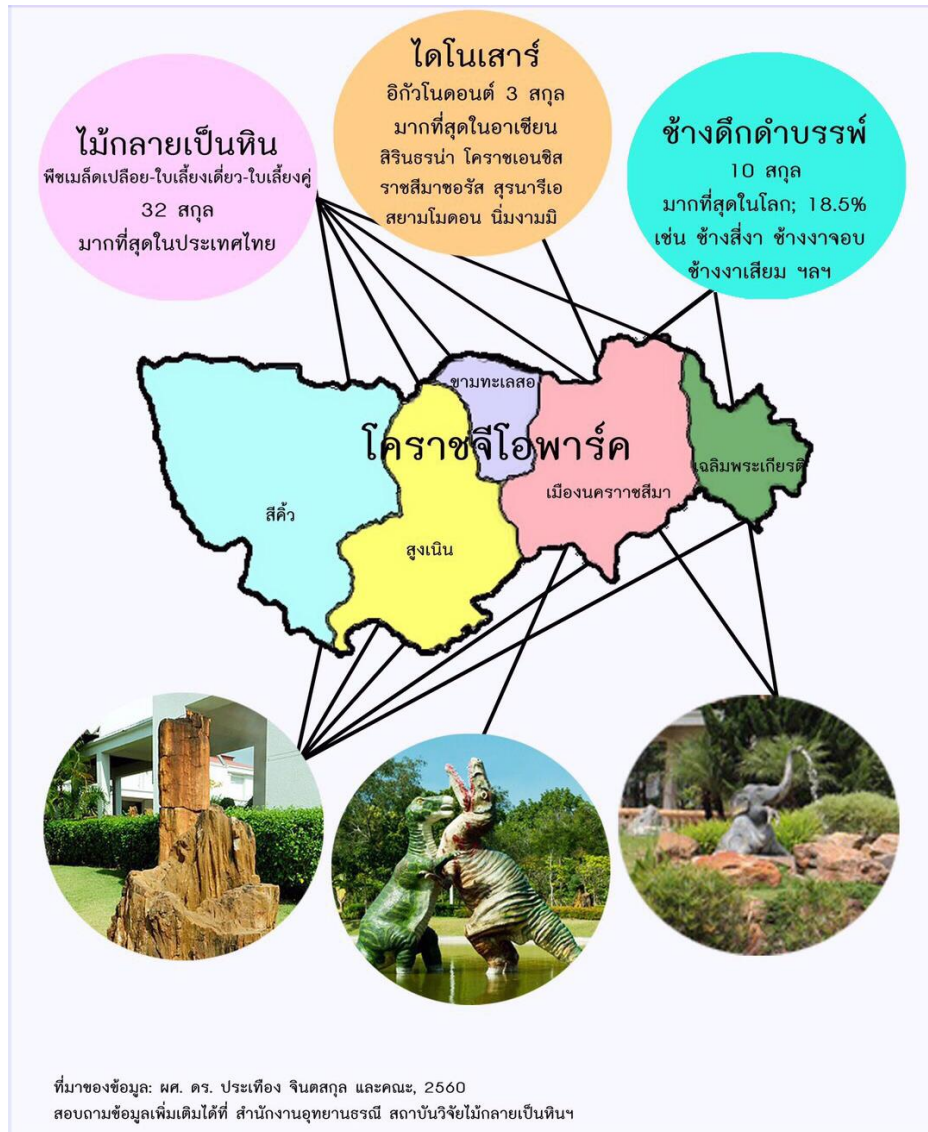 ไม้กลายเป็นหิน
พืชเมล็ดเปลือย-ใบเลี้ยงเดี่ยว-ใบเลี้ยงคู่
32 สกุล
มากที่สุดในประเทศไทย
ไดโนเสาร์
อิกัวโนดอนต์ 3 สกุล
มากที่สุดในอาเซียน
สิรินธรน่า โคราชเอนซิส
ราชสีมาซอรัส สุรนารีเอ
สยามโมดอน นิ่มงามมิ
ช้างดึกดำบรรพ์
10 สกุล
มากที่สุดในโลก; 18.5%
เช่น ช้างสี่งา ช้างงาจอบ
ช้างงาเสียม ฯลฯ
ขามทะเลสอ
โคราชจีโอพาร์ค
เฉลิมพระเกียรติ
เมืองนครราชสีมา
สีคิ้ว
สูงเนิน
ที่มาของข้อมูล: ผศ. ดร. ประเทือง จินตสกุล และคณะ, 2560
สอบถามข้อมูลเพิ่มเติมได้ที่ สำนักงานอุทยานธรณี สถาบันวิจัยไม้กลายเป็นหินฯ